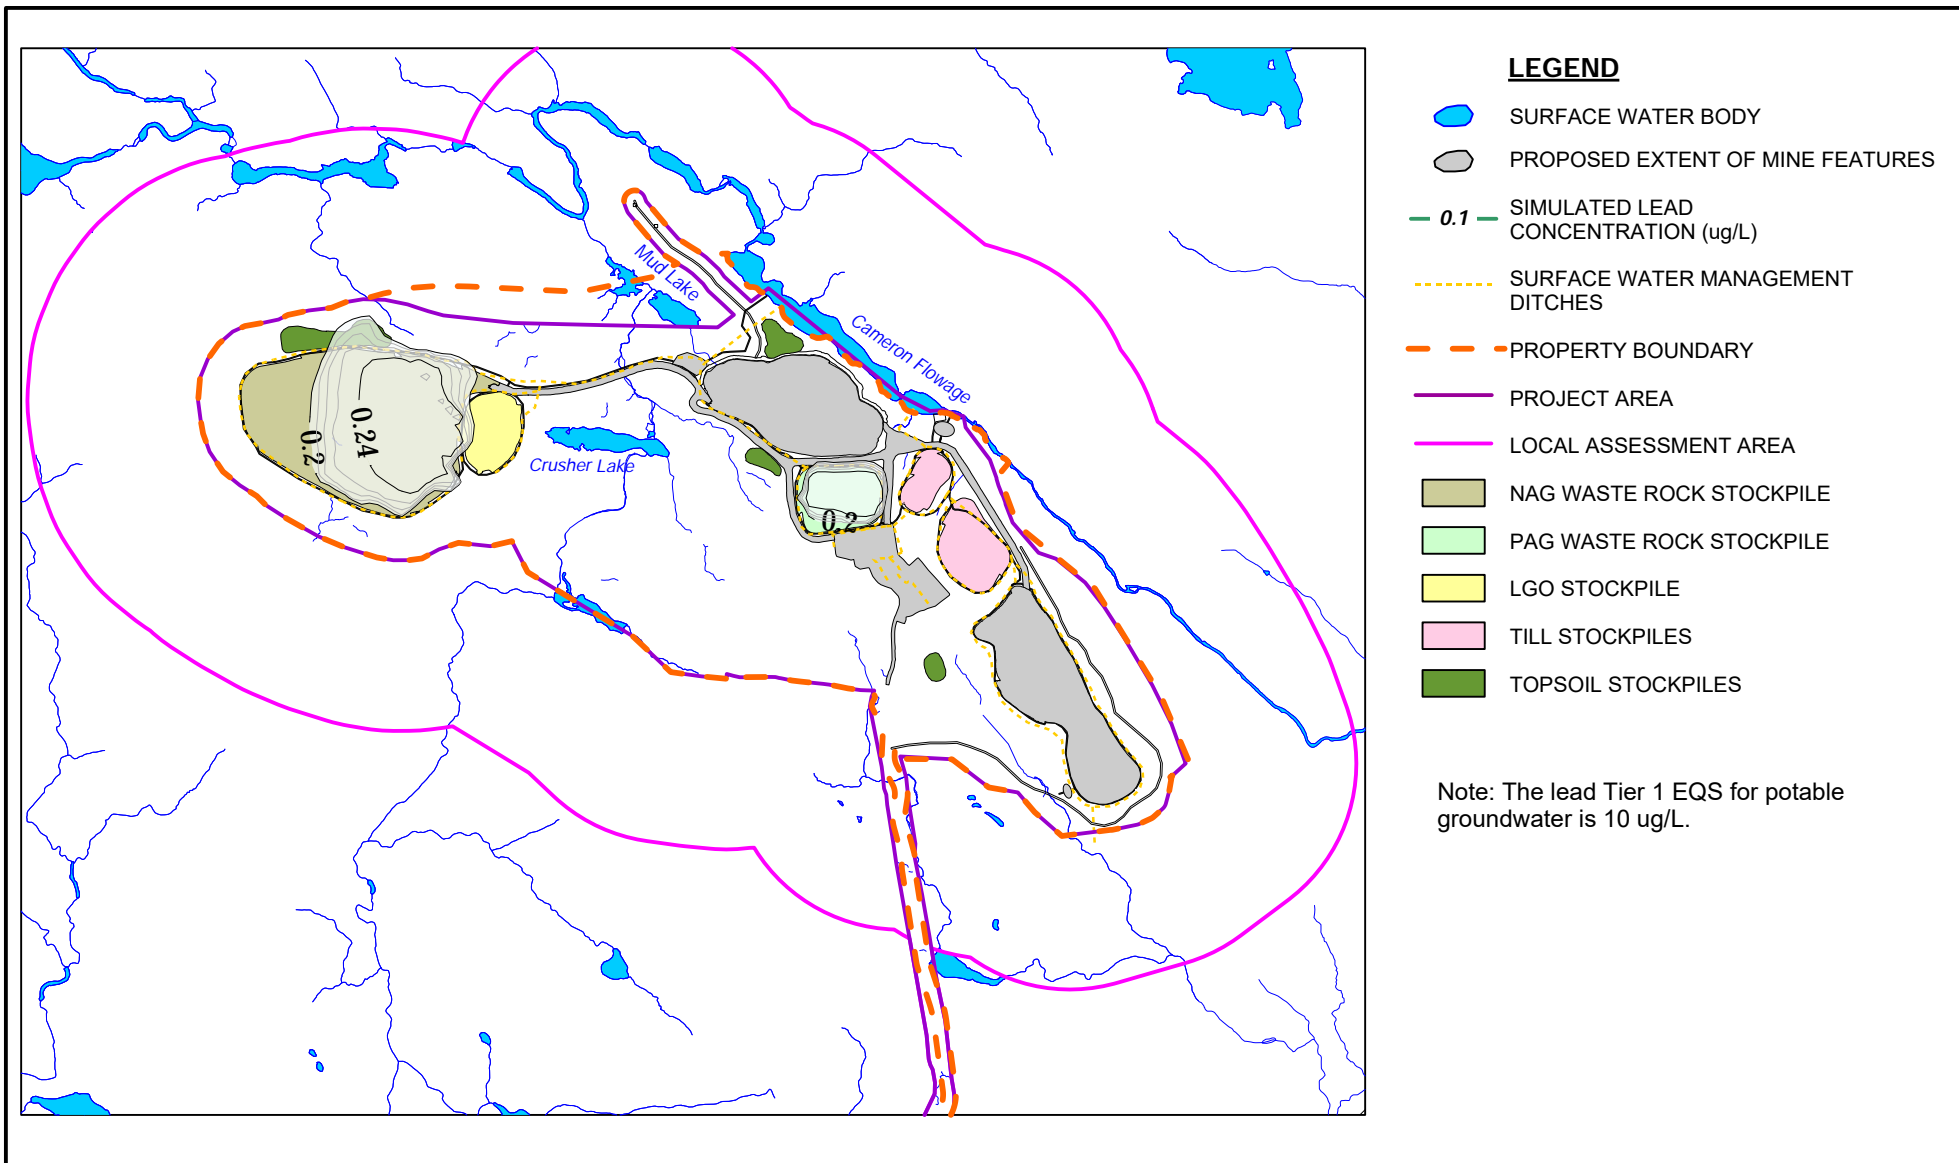 LEGEND
SURFACE WATER BODY
PROPOSED EXTENT OF MINE FEATURES
0.1
SIMULATED LEAD
CONCENTRATION (ug/L)
SURFACE WATER MANAGEMENT
DITCHES
PROPERTY BOUNDARY
PROJECT AREA
LOCAL ASSESSMENT AREA
NAG WASTE ROCK STOCKPILE
PAG WASTE ROCK STOCKPILE
LGO STOCKPILE
TILL STOCKPILES
TOPSOIL STOCKPILES
Note: The lead Tier 1 EQS for potable
groundwater is 10 ug/L.
Mud Lake
Cameron Flowage
Crusher Lake
0.24
0.2
0.2